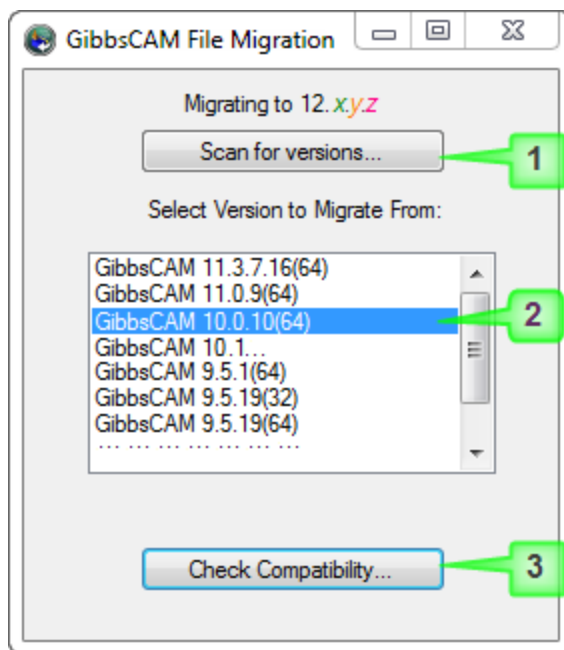 GibbsCAM File Migration
Migrating to 12.x.y.z
Scan for versions...
1
Select Version to Migrate From:
GibbsCAM 11.3.7.16(64)
GibbsCAM 11.0.9(64)
GibbsCAM 10.0.10(64)
2
GibbsCAM 10.1...
GibbsCAM 9.5.1(64)
GibbsCAM 9.5.19(32)
GibbsCAM 9.5.19(64)
... ... ... ... ... ... ...
Check Compatibility...
3